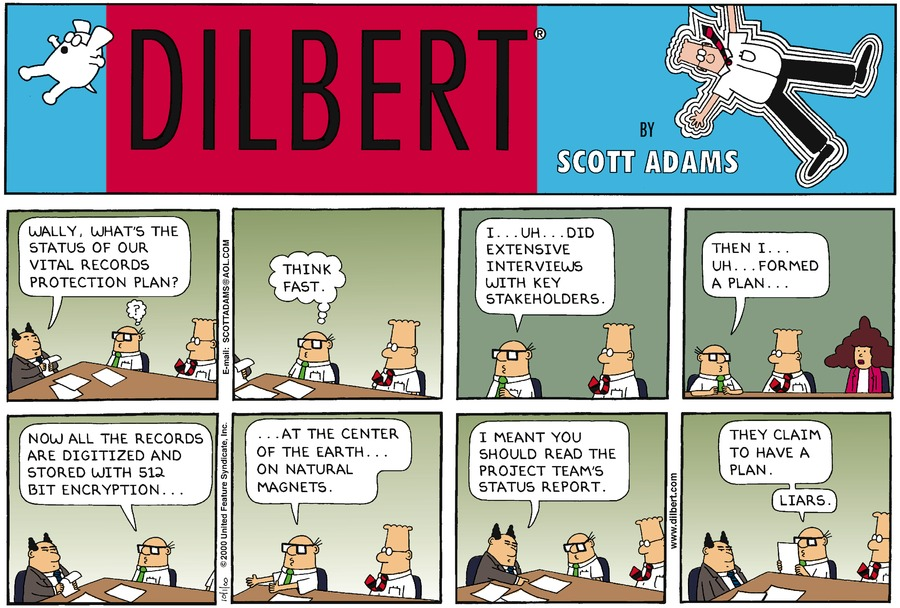 DILBERT®
BY
SCOTT ADAMS
WALLY, WHAT'S THE
STATUS OF OUR
VITAL RECORDS
PROTECTION PLAN?
?
E-mail: SCOTTADAMS@AOL.COM
THINK
FAST.
I...UH...DID
EXTENSIVE
INTERVIEWS
WITH KEY
STAKEHOLDERS.
THEN I...
UH...FORMED
A PLAN...
NOW ALL THE RECORDS
ARE DIGITIZED AND
STORED WITH 512
BIT ENCRYPTION...
10/1/00 © 2000 United Feature Syndicate, Inc.
...AT THE CENTER
OF THE EARTH...
ON NATURAL
MAGNETS.
I MEANT YOU
SHOULD READ THE
PROJECT TEAM'S
STATUS REPORT.
www.dilbert.com
THEY CLAIM
TO HAVE A
PLAN.
LIARS.